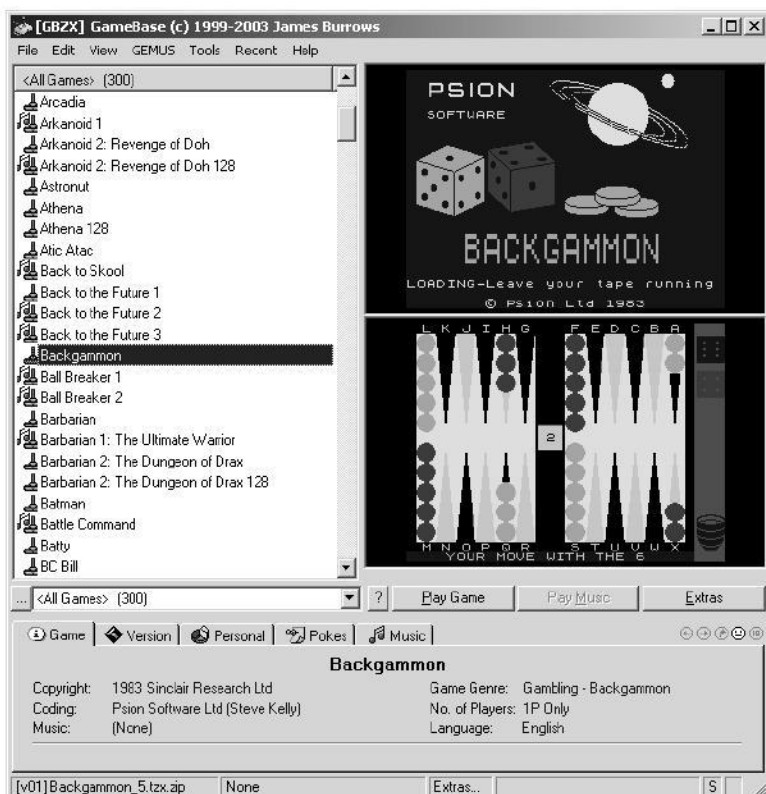 [GBZX] GameBase (c) 1999-2003 James Burrows
File Edit View GEMUS Tools Recent Help
<All Games> (300)
Arcadia
Arkanoid 1
Arkanoid 2: Revenge of Doh
Arkanoid 2: Revenge of Doh 128
Astronut
Athena
Athena 128
Atic Atac
Back to Skool
Back to the Future 1
Back to the Future 2
Back to the Future 3
Backgammon
Ball Breaker 1
Ball Breaker 2
Barbarian
Barbarian 1: The Ultimate Warrior
Barbarian 2: The Dungeon of Drax
Barbarian 2: The Dungeon of Drax 128
Batman
Battle Command
Batty
BC Bill
PSION
SOFTWARE
BACKGAMMON
LOADING-Leave your tape running
© Psion Ltd 1983
L K J I H G F E D C B A
2
M N O P Q R S T U V W X
YOUR MOVE WITH THE 6
... <All Games> (300) ? Play Game Play Music Extras
Game Version Personal Pokes Music
Backgammon
Copyright: 1983 Sinclair Research Ltd Game Genre: Gambling - Backgammon
Coding: Psion Software Ltd (Steve Kelly) No. of Players: 1P Only
Music: (None) Language: English
[v01] Backgammon_5.tzx.zip None Extras... S